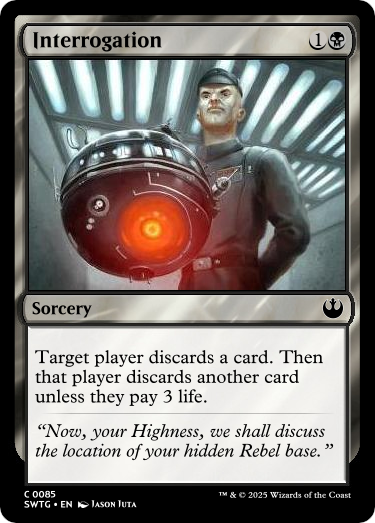 Interrogation 1
Sorcery
Target player discards a card. Then
that player discards another card
unless they pay 3 life.
“Now, your Highness, we shall discuss
the location of your hidden Rebel base.”
C 0085
SWTG • EN Jason Juta
™ & © 2025 Wizards of the Coast